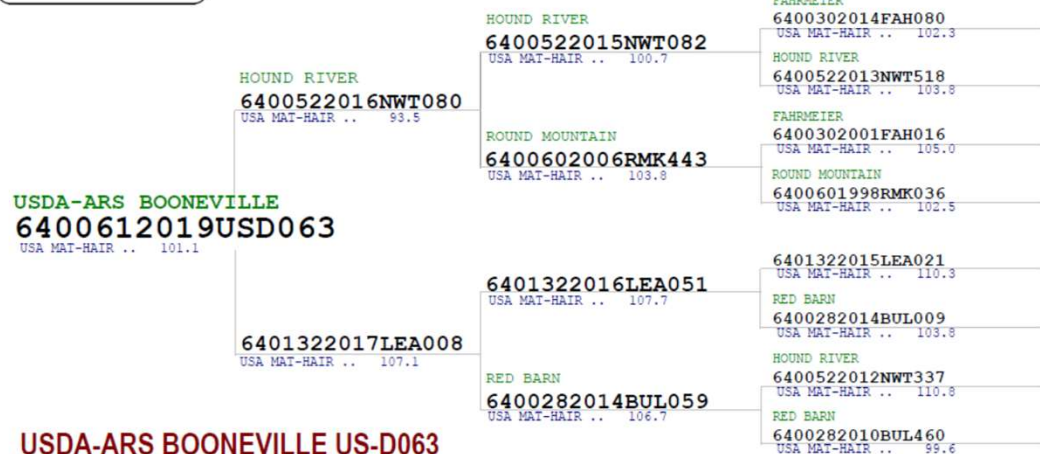 FAHRMEIER
6400302014FAH080
USA MAT-HAIR .. 102.3
HOUND RIVER
6400522015NWT082
USA MAT-HAIR .. 100.7
HOUND RIVER
6400522013NWT518
USA MAT-HAIR .. 103.8
HOUND RIVER
6400522016NWT080
USA MAT-HAIR .. 93.5
FAHRMEIER
6400302001FAH016
USA MAT-HAIR .. 105.0
ROUND MOUNTAIN
6400602006RMK443
USA MAT-HAIR .. 103.8
ROUND MOUNTAIN
6400601998RMK036
USA MAT-HAIR .. 102.5
USDA-ARS BOONEVILLE
6400612019USD063
USA MAT-HAIR .. 101.1
6401322015LEA021
USA MAT-HAIR .. 110.3
6401322016LEA051
USA MAT-HAIR .. 107.7
RED BARN
6400282014BUL009
USA MAT-HAIR .. 103.8
6401322017LEA008
USA MAT-HAIR .. 107.1
HOUND RIVER
6400522012NWT337
USA MAT-HAIR .. 110.8
RED BARN
6400282014BUL059
USA MAT-HAIR .. 106.7
RED BARN
6400282010BUL460
USA MAT-HAIR .. 99.6
USDA-ARS BOONEVILLE US-D063